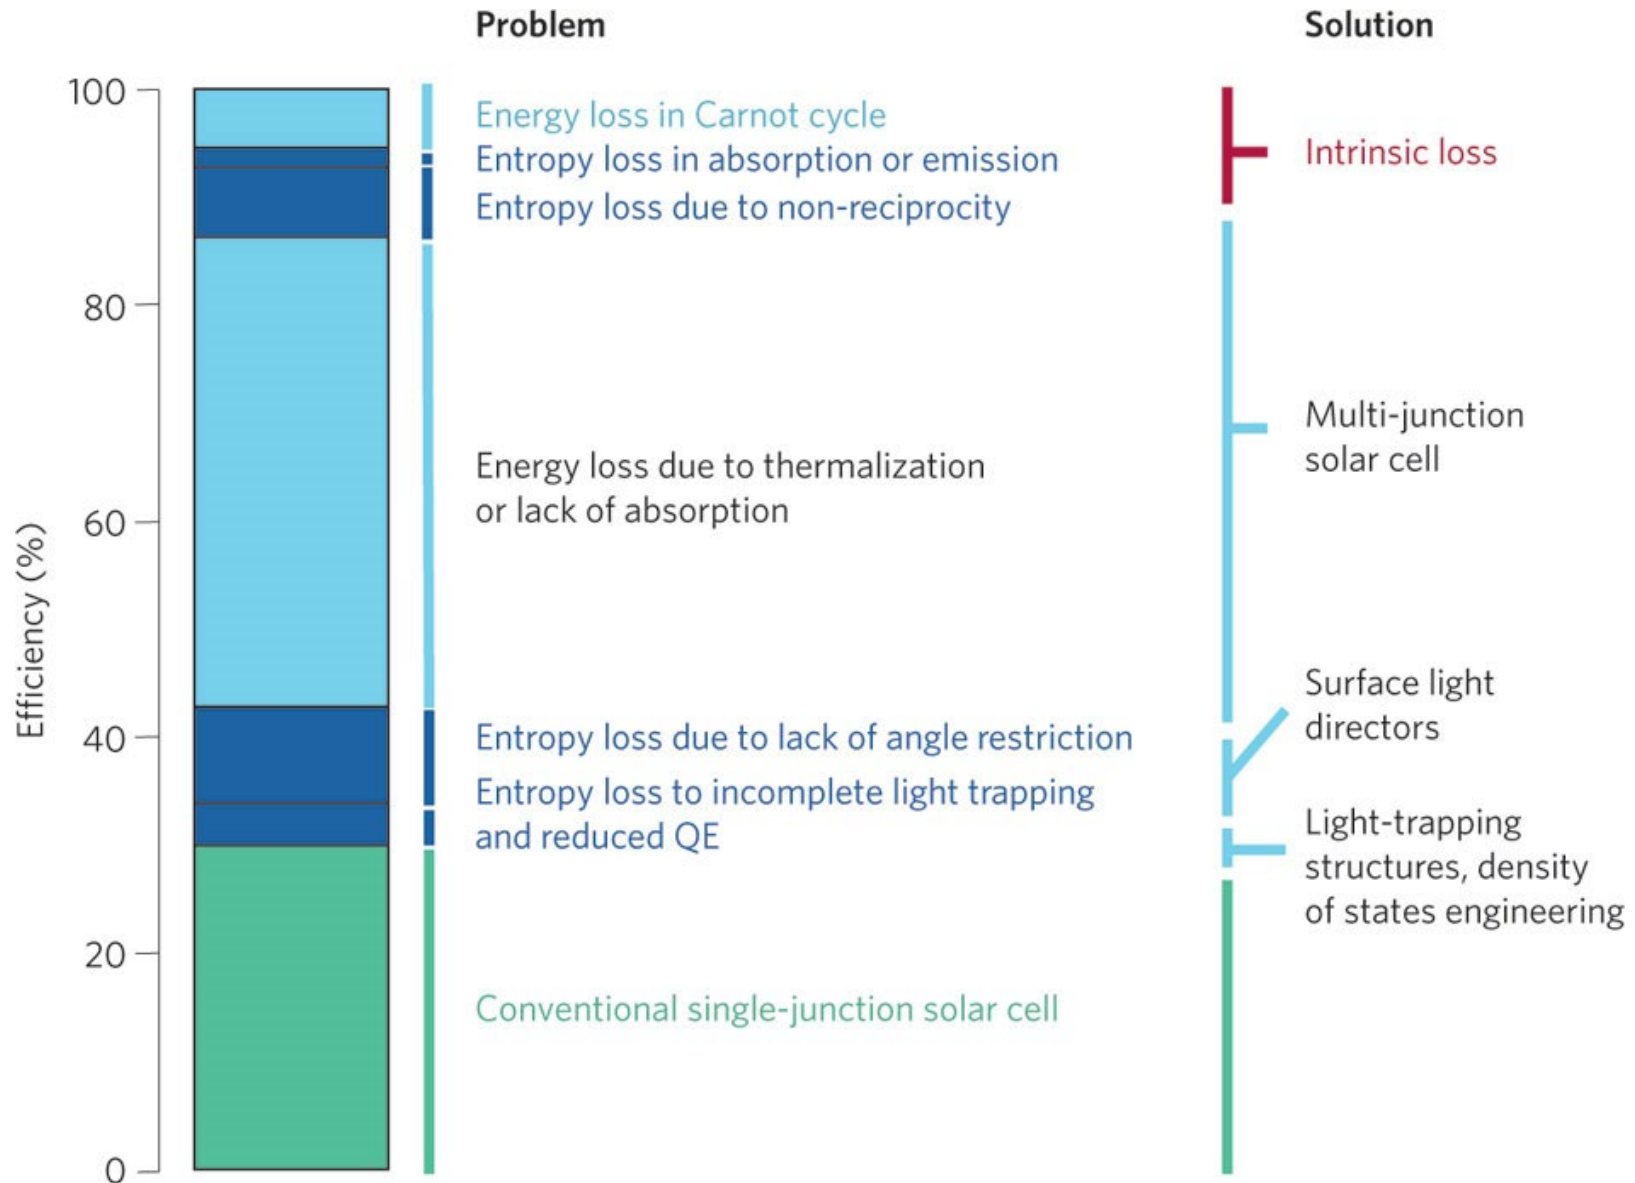 Problem
Solution
Efficiency (%)
100
80
60
40
20
0
Energy loss in Carnot cycle
Entropy loss in absorption or emission
Entropy loss due to non-reciprocity
Energy loss due to thermalization
or lack of absorption
Entropy loss due to lack of angle restriction
Entropy loss to incomplete light trapping
and reduced QE
Conventional single-junction solar cell
Intrinsic loss
Multi-junction
solar cell
Surface light
directors
Light-trapping
structures, density
of states engineering